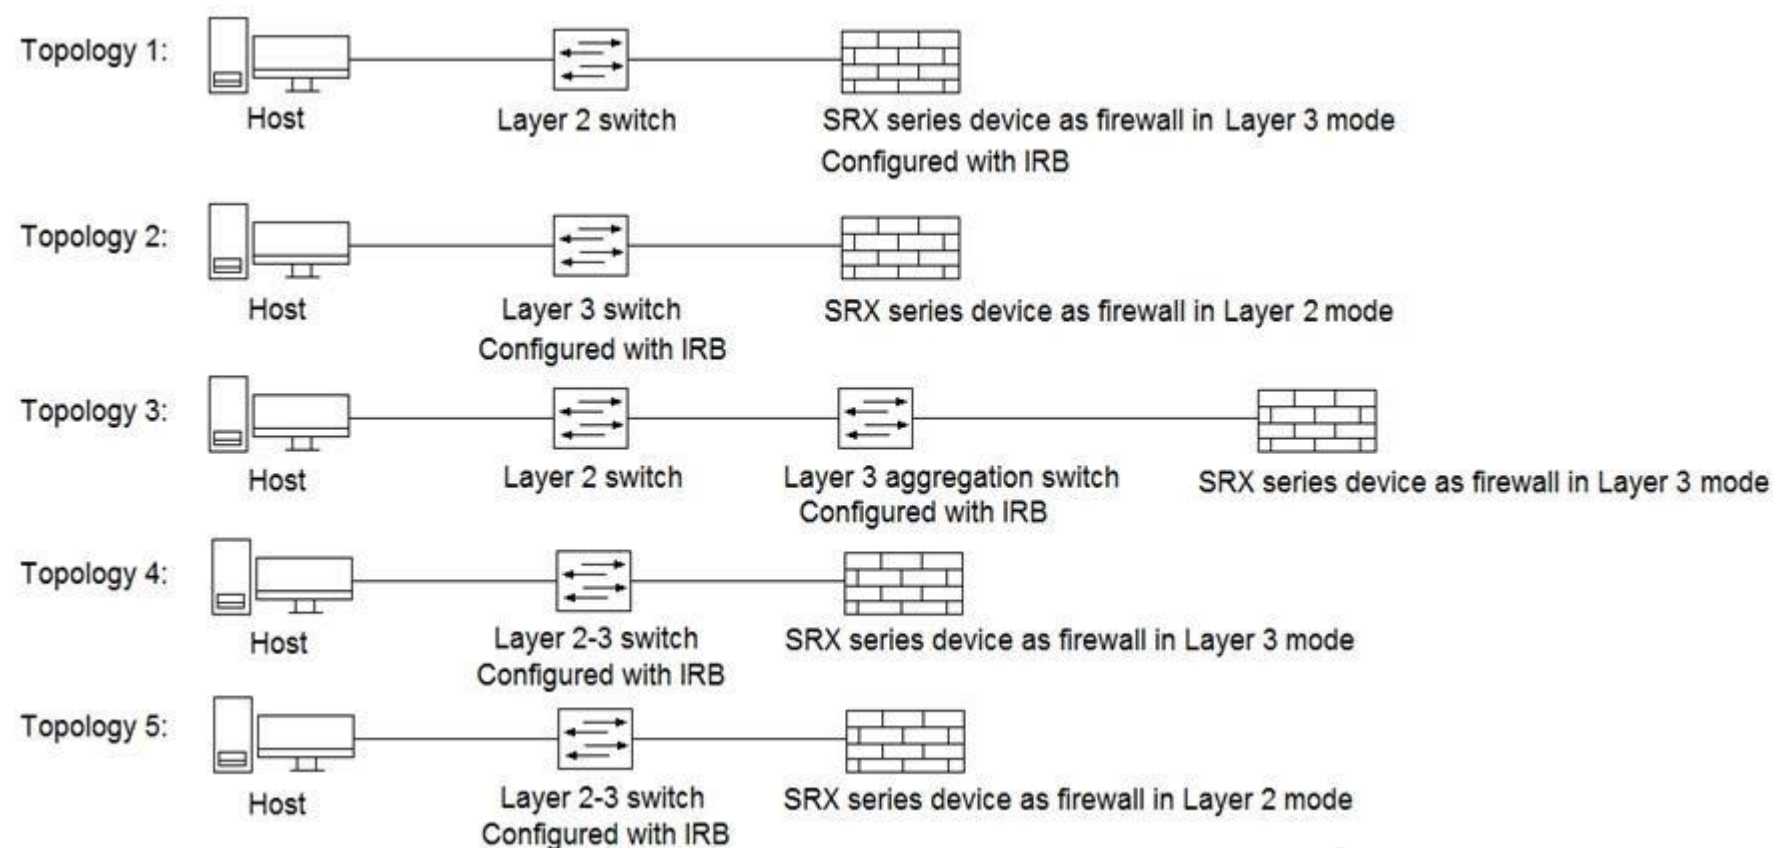 Topology 1:
Host
Layer 2 switch
SRX series device as firewall in Layer 3 mode
Configured with IRB
Topology 2:
Host
Layer 3 switch
Configured with IRB
SRX series device as firewall in Layer 2 mode
Topology 3:
Host
Layer 2 switch
Layer 3 aggregation switch
Configured with IRB
SRX series device as firewall in Layer 3 mode
Topology 4:
Host
Layer 2-3 switch
Configured with IRB
SRX series device as firewall in Layer 3 mode
Topology 5:
Host
Layer 2-3 switch
Configured with IRB
SRX series device as firewall in Layer 2 mode